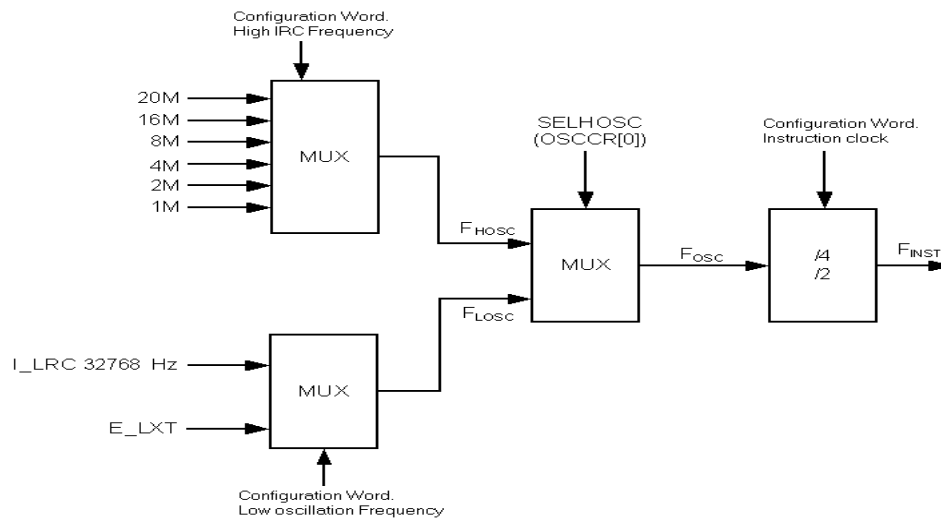 Configuration Word.
High IRC Frequency
20M
16M
8M
4M
2M
1M
MUX
SELHOSC
(OSCCR[0])
Configuration Word.
Instruction clock
FHOSC
MUX
FOSC
/4
/2
FINST
FLOSC
I_LRC 32768 Hz
E_LXT
MUX
Configuration Word.
Low oscillation Frequency